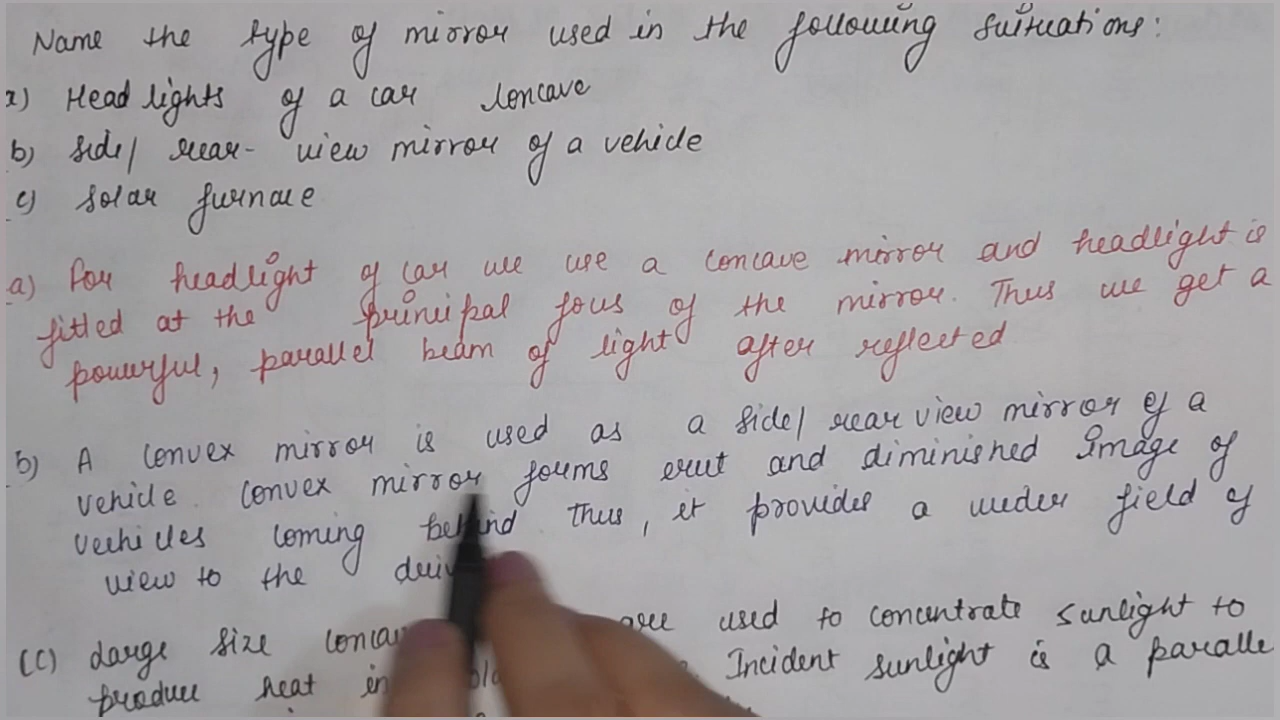 Name the type of mirror used in the following suituations:
a) Head lights of a car concave
b) side/ rear- view mirror of a vehicle
c) solar furnace
a) For headlight of car we use a concave mirror and headlight is
fitted at the principal focus of the mirror. Thus we get a
powerful, parallel beam of light after reflected
b) A convex mirror is used as a side/ rear view mirror of a
vehicle. convex mirror forms erect and diminished image of
vechicles coming behind Thus, it provides a wider field of
view to the
(C) Large size are used to concentrate sunlight to
produce heat in Incident sunlight is a paralle